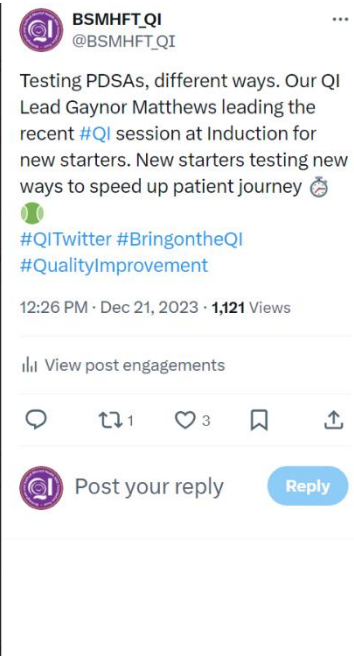 BSMHFT_QI
@BSMHFT_QI
Testing PDSAs, different ways. Our QI
Lead Gaynor Matthews leading the
recent #QI session at Induction for
new starters. New starters testing new
ways to speed up patient journey ⏱️
🎾
#QITwitter #BringontheQI
#QualityImprovement
12:26 PM · Dec 21, 2023 · 1,121 Views
View post engagements
1 3
Post your reply
Reply